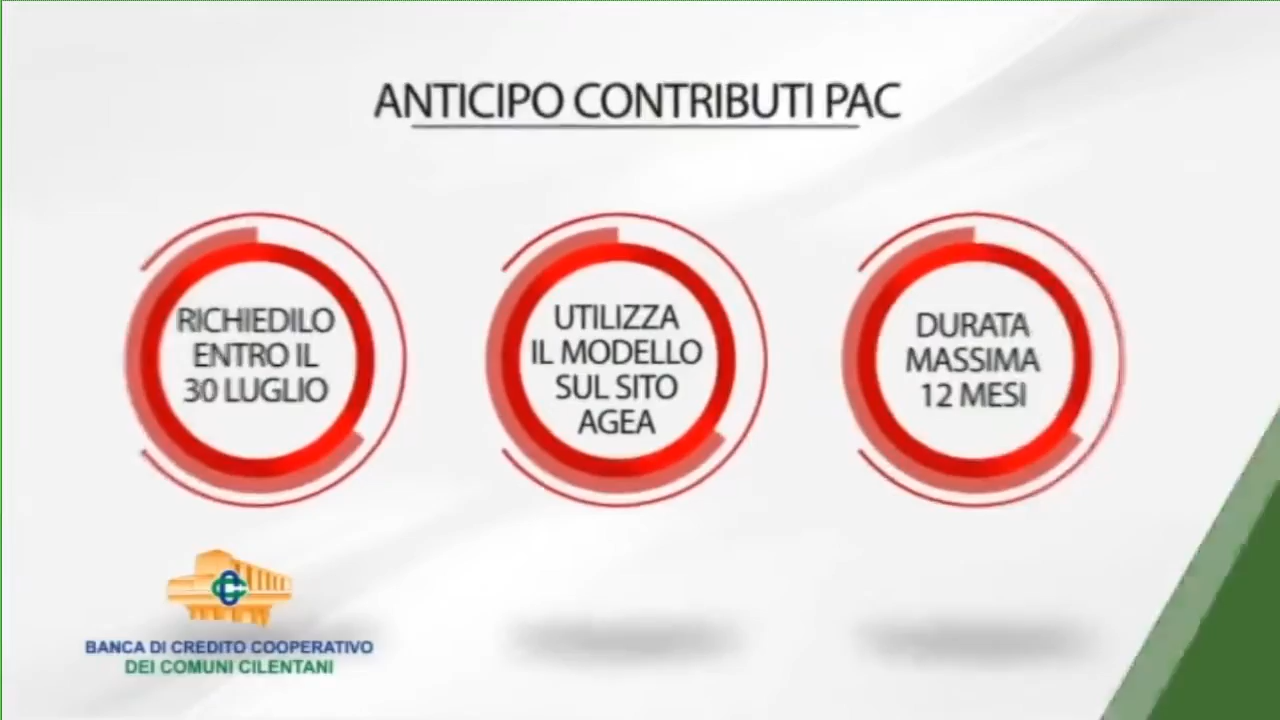 ANTICIPO CONTRIBUTI PAC
RICHIEDILO
ENTRO IL
30 LUGLIO
UTILIZZA
IL MODELLO
SUL SITO
AGEA
DURATA
MASSIMA
12 MESI
BANCA DI CREDITO COOPERATIVO
DEI COMUNI CILENTANI